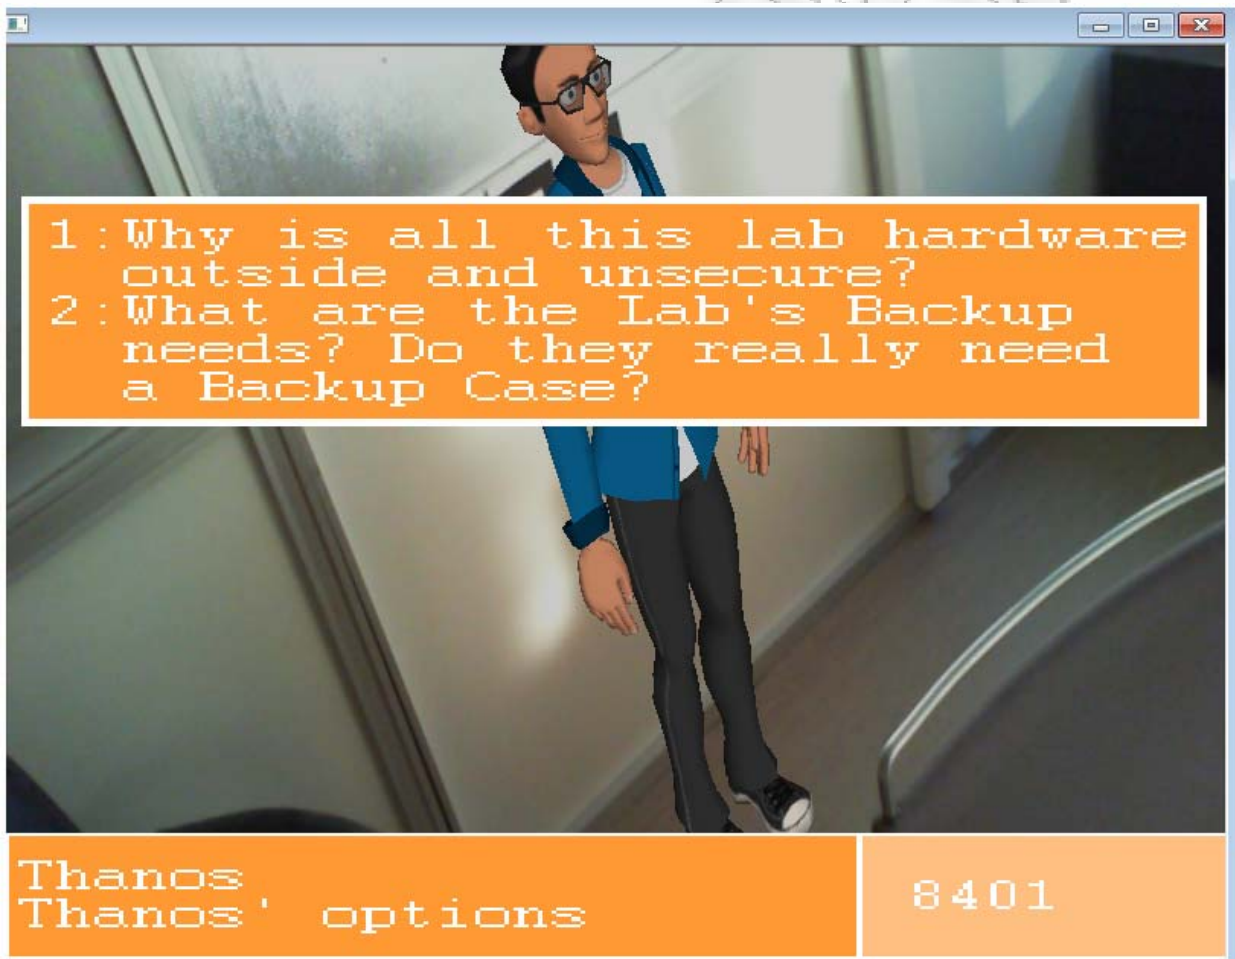 1:Why is all this lab hardware
outside and unsecure?
2:What are the Lab's Backup
needs? Do they really need
a Backup Case?
Thanos
Thanos' options
8401